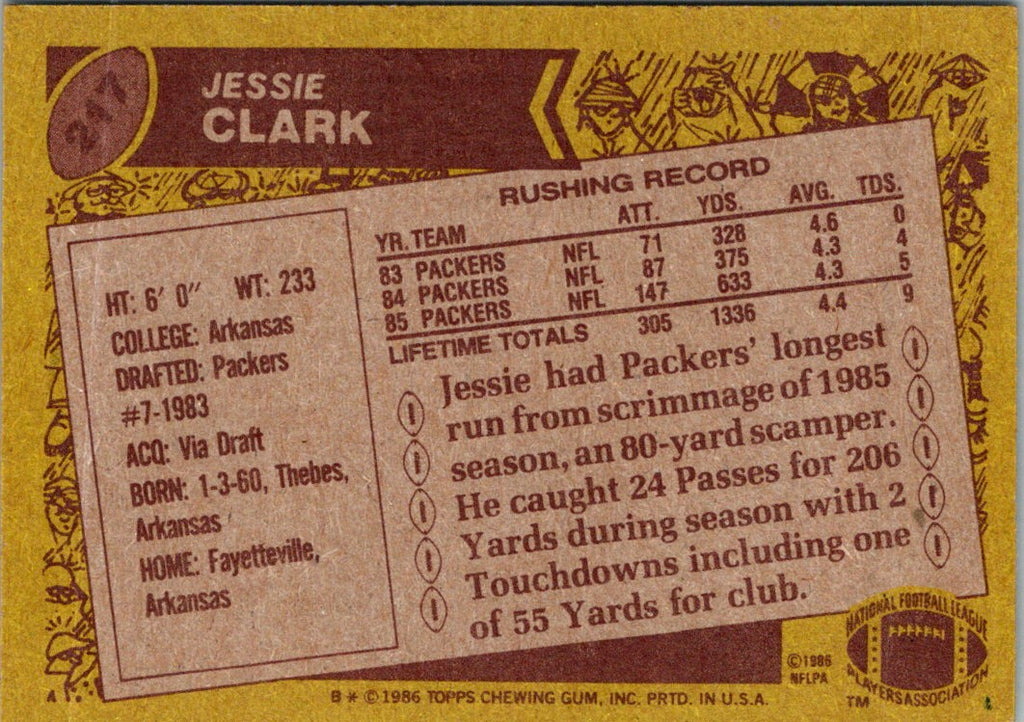 217
JESSIE
CLARK
RUSHING RECORD
YR. TEAM ATT. YDS. AVG. TDS.
83 PACKERS NFL 71 328 4.6 0
84 PACKERS NFL 87 375 4.3 4
85 PACKERS NFL 147 633 4.3 5
LIFETIME TOTALS 305 1336 4.4 9
HT: 6' 0" WT: 233
COLLEGE: Arkansas
DRAFTED: Packers
#7-1983
ACQ: Via Draft
BORN: 1-3-60, Thebes,
Arkansas
HOME: Fayetteville,
Arkansas
Jessie had Packers' longest
run from scrimmage of 1985
season, an 80-yard scamper.
He caught 24 Passes for 206
Yards during season with 2
Touchdowns including one
of 55 Yards for club.
©1986
NFLPA
NATIONAL FOOTBALL LEAGUE
PLAYERS ASSOCIATION
TM
B * © 1986 TOPPS CHEWING GUM, INC. PRTD. IN U.S.A.